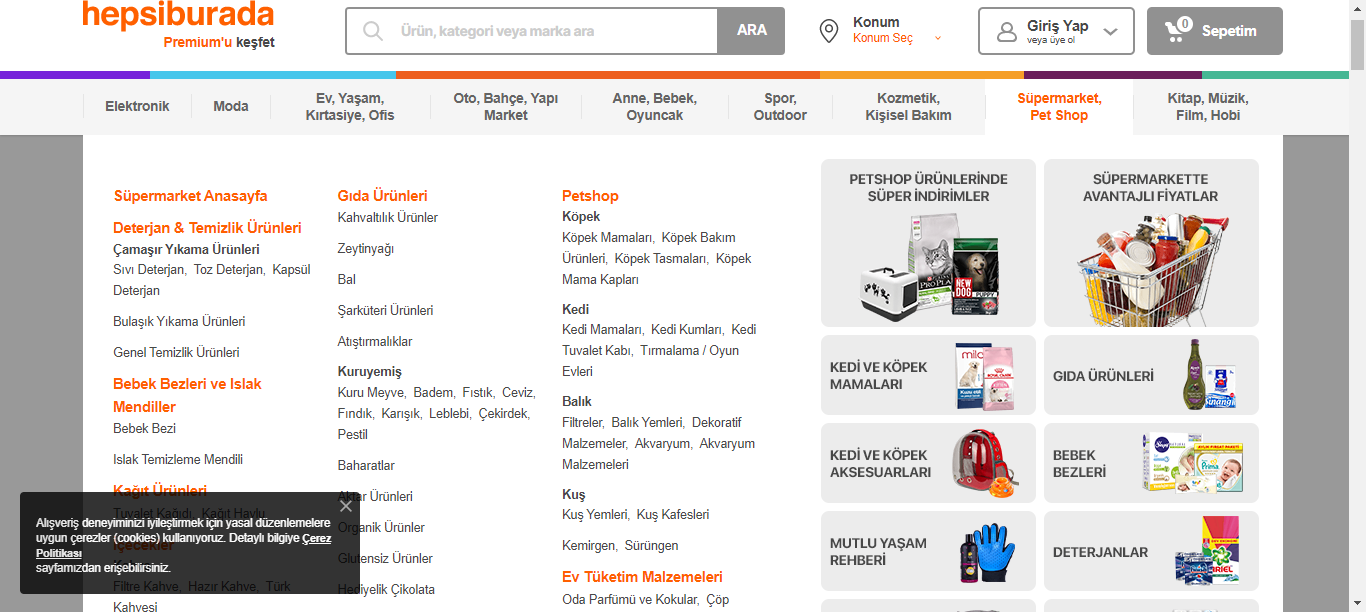 hepsiburada
Premium'u keşfet
Ürün, kategori veya marka ara
ARA
Konum
Konum Seç
Giriş Yap
veya üye ol
0
Sepetim
Elektronik
Moda
Ev, Yaşam,
Kırtasiye, Ofis
Oto, Bahçe, Yapı
Market
Anne, Bebek,
Oyuncak
Spor,
Outdoor
Kozmetik,
Kişisel Bakım
Süpermarket,
Pet Shop
Kitap, Müzik,
Film, Hobi
Süpermarket Anasayfa
Deterjan & Temizlik Ürünleri
Çamaşır Yıkama Ürünleri
Sıvı Deterjan, Toz Deterjan, Kapsül
Deterjan
Bulaşık Yıkama Ürünleri
Genel Temizlik Ürünleri
Bebek Bezleri ve Islak
Mendiller
Bebek Bezi
Islak Temizleme Mendili
Kağıt Ürünleri
Tuvalet Kağıdı, Kağıt Havlu
İçecekler
Filtre Kahve, Hazır Kahve, Türk
Kahvesi
Alışveriş deneyiminizi iyileştirmek için yasal düzenlemelere
uygun çerezler (cookies) kullanıyoruz. Detaylı bilgiye Çerez
Politikası
sayfamızdan erişebilirsiniz.
Gıda Ürünleri
Kahvaltılık Ürünler
Zeytinyağı
Bal
Şarküteri Ürünleri
Atıştırmalıklar
Kuruyemiş
Kuru Meyve, Badem, Fıstık, Ceviz,
Fındık, Karışık, Leblebi, Çekirdek,
Pestil
Baharatlar
Aktar Ürünleri
Organik Ürünler
Glutensiz Ürünler
Hediyelik Çikolata
Petshop
Köpek
Köpek Mamaları, Köpek Bakım
Ürünleri, Köpek Tasmaları, Köpek
Mama Kapları
Kedi
Kedi Mamaları, Kedi Kumları, Kedi
Tuvalet Kabı, Tırmalama / Oyun
Evleri
Balık
Filtreler, Balık Yemleri, Dekoratif
Malzemeler, Akvaryum, Akvaryum
Malzemeleri
Kuş
Kuş Yemleri, Kuş Kafesleri
Kemirgen, Sürüngen
Ev Tüketim Malzemeleri
Oda Parfümü ve Kokular, Çöp
PETSHOP ÜRÜNLERİNDE
SÜPER İNDİRİMLER
PRO PLAN
NEW
DOG
PUPPY
SÜPERMARKETTE
AVANTAJLI FİYATLAR
KEDİ VE KÖPEK
MAMALARI
ROYAL CANIN
GIDA ÜRÜNLERİ
KEDİ VE KÖPEK
AKSESUARLARI
BEBEK
BEZLERİ
Sleepy
Prima
MUTLU YAŞAM
REHBERİ
DETERJANLAR
ARIEL